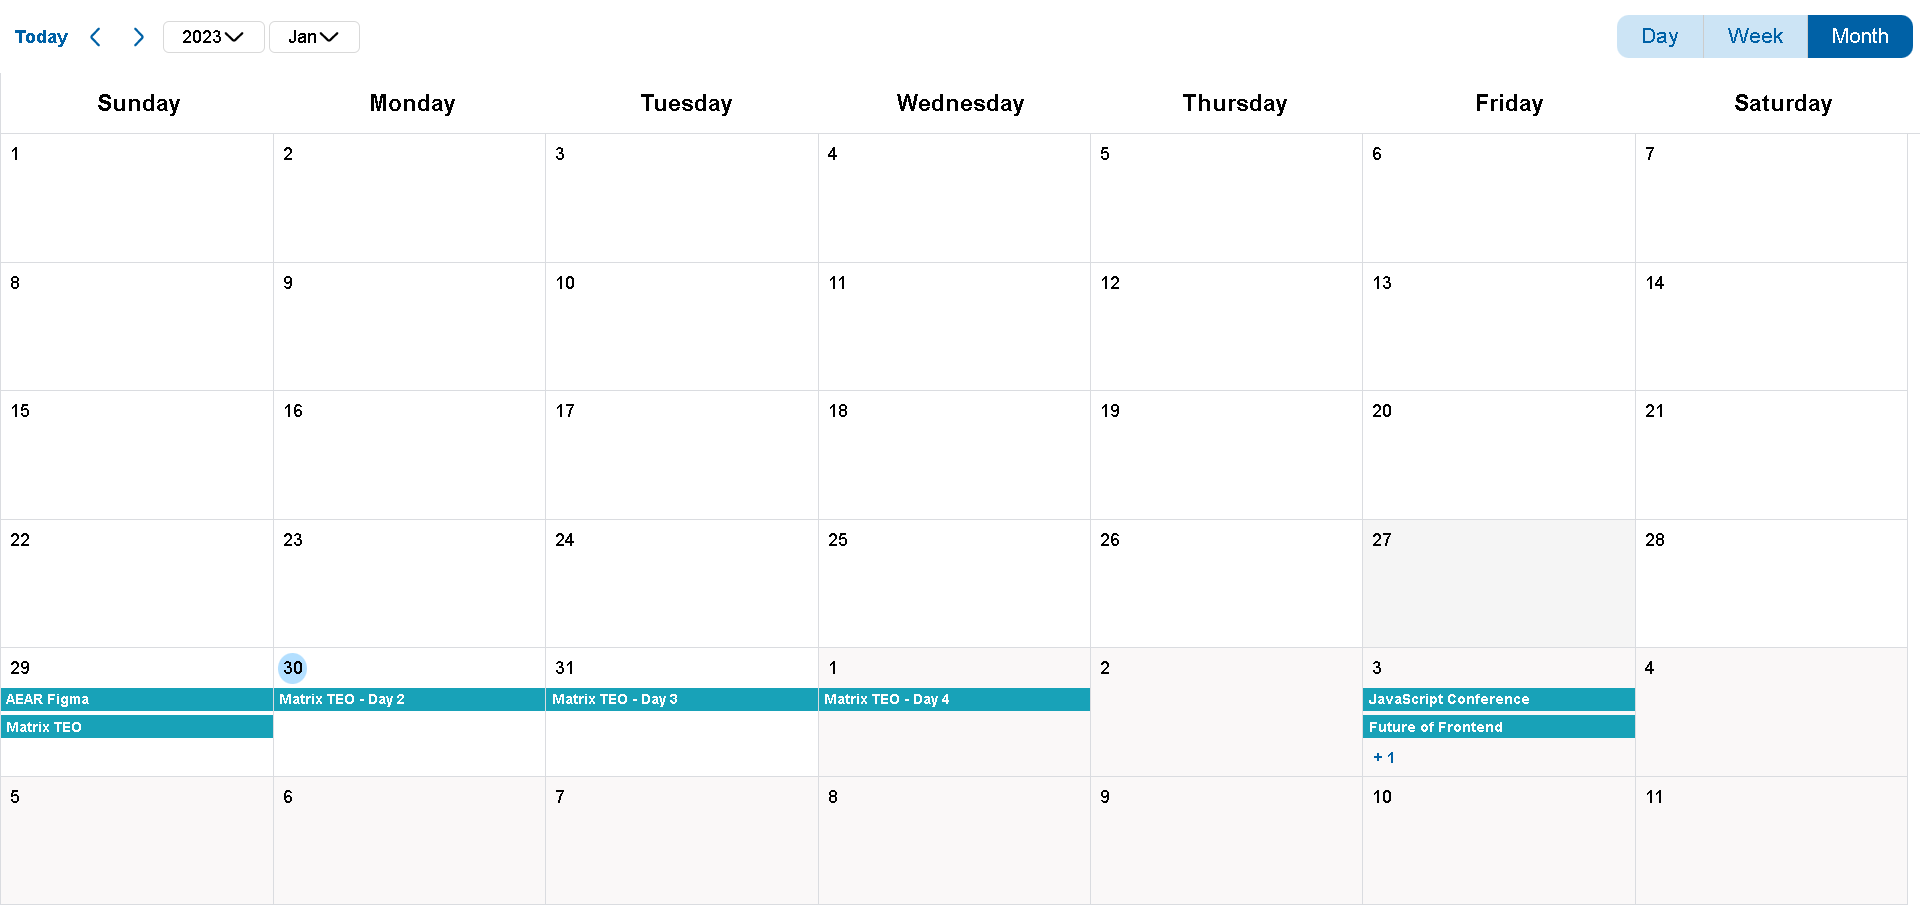 Today 2023 Jan Day Week Month
Sunday Monday Tuesday Wednesday Thursday Friday Saturday
1 2 3 4 5 6 7
8 9 10 11 12 13 14
15 16 17 18 19 20 21
22 23 24 25 26 27 28
29 30 31 1 2 3 4
AEAR Figma Matrix TEO - Day 2 Matrix TEO - Day 3 Matrix TEO - Day 4 JavaScript Conference
Matrix TEO Future of Frontend
+ 1
5 6 7 8 9 10 11